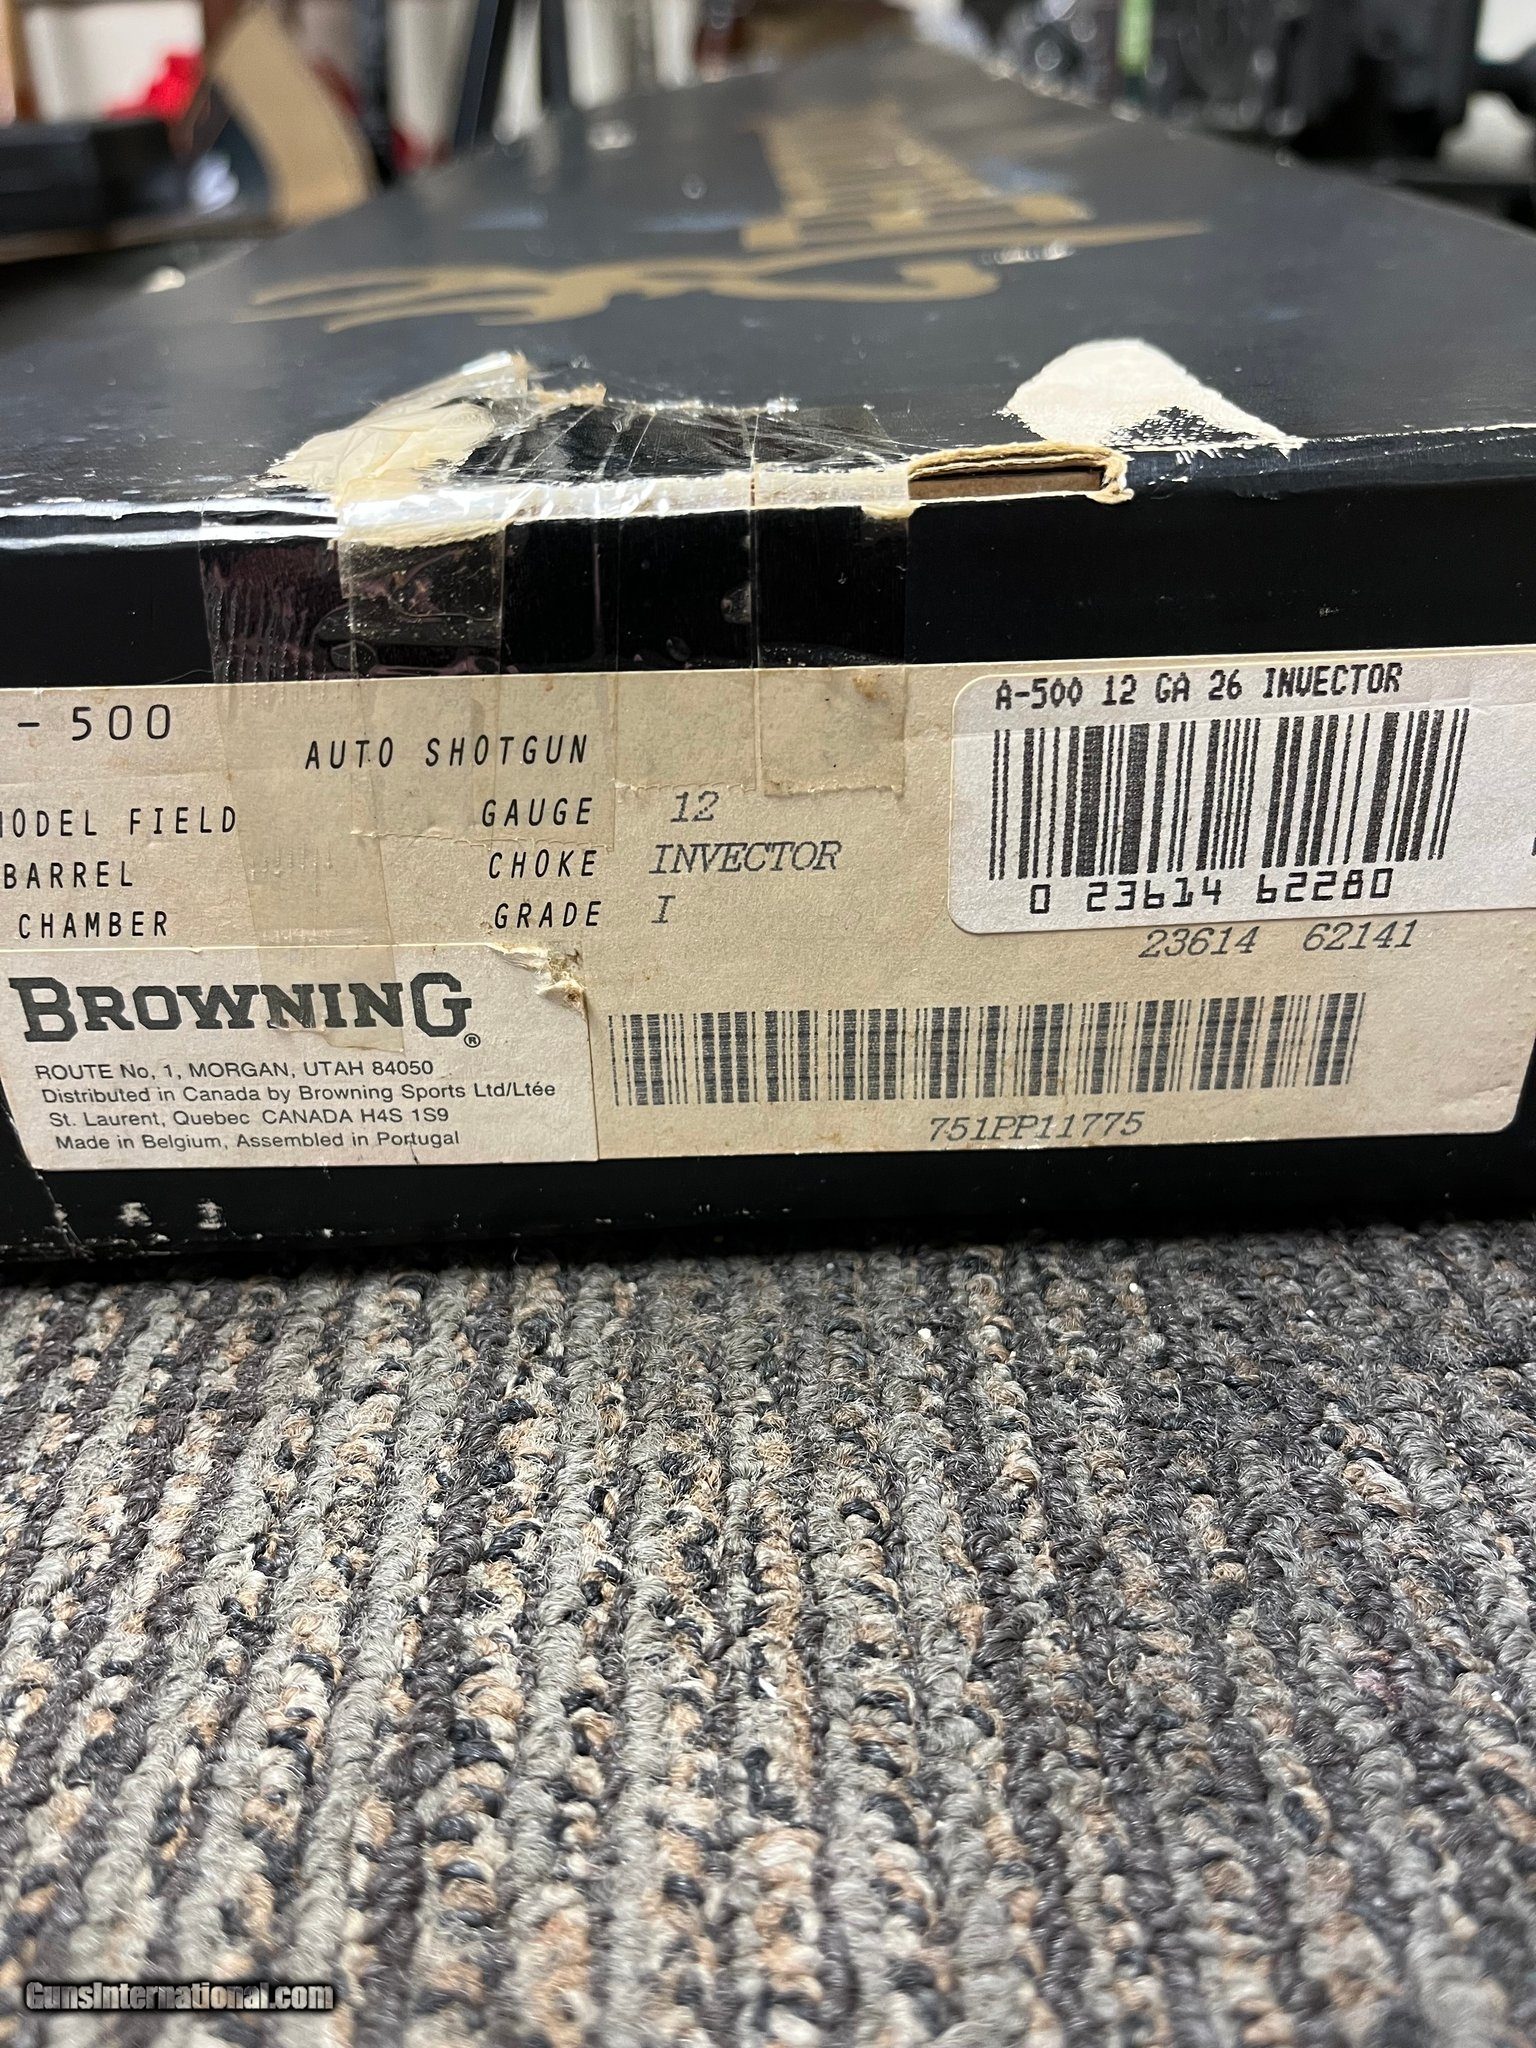 - 500
AUTO SHOTGUN
MODEL FIELD
GAUGE 12
BARREL
CHOKE INVECTOR
CHAMBER
GRADE I
A-500 12 GA 26 INVECTOR
0 23614 62280
23614 62141
BROWNING®
ROUTE No, 1, MORGAN, UTAH 84050
Distributed in Canada by Browning Sports Ltd/Ltée
St. Laurent, Quebec CANADA H4S 1S9
Made in Belgium, Assembled in Portugal
751PP11775
GunsInternational.com